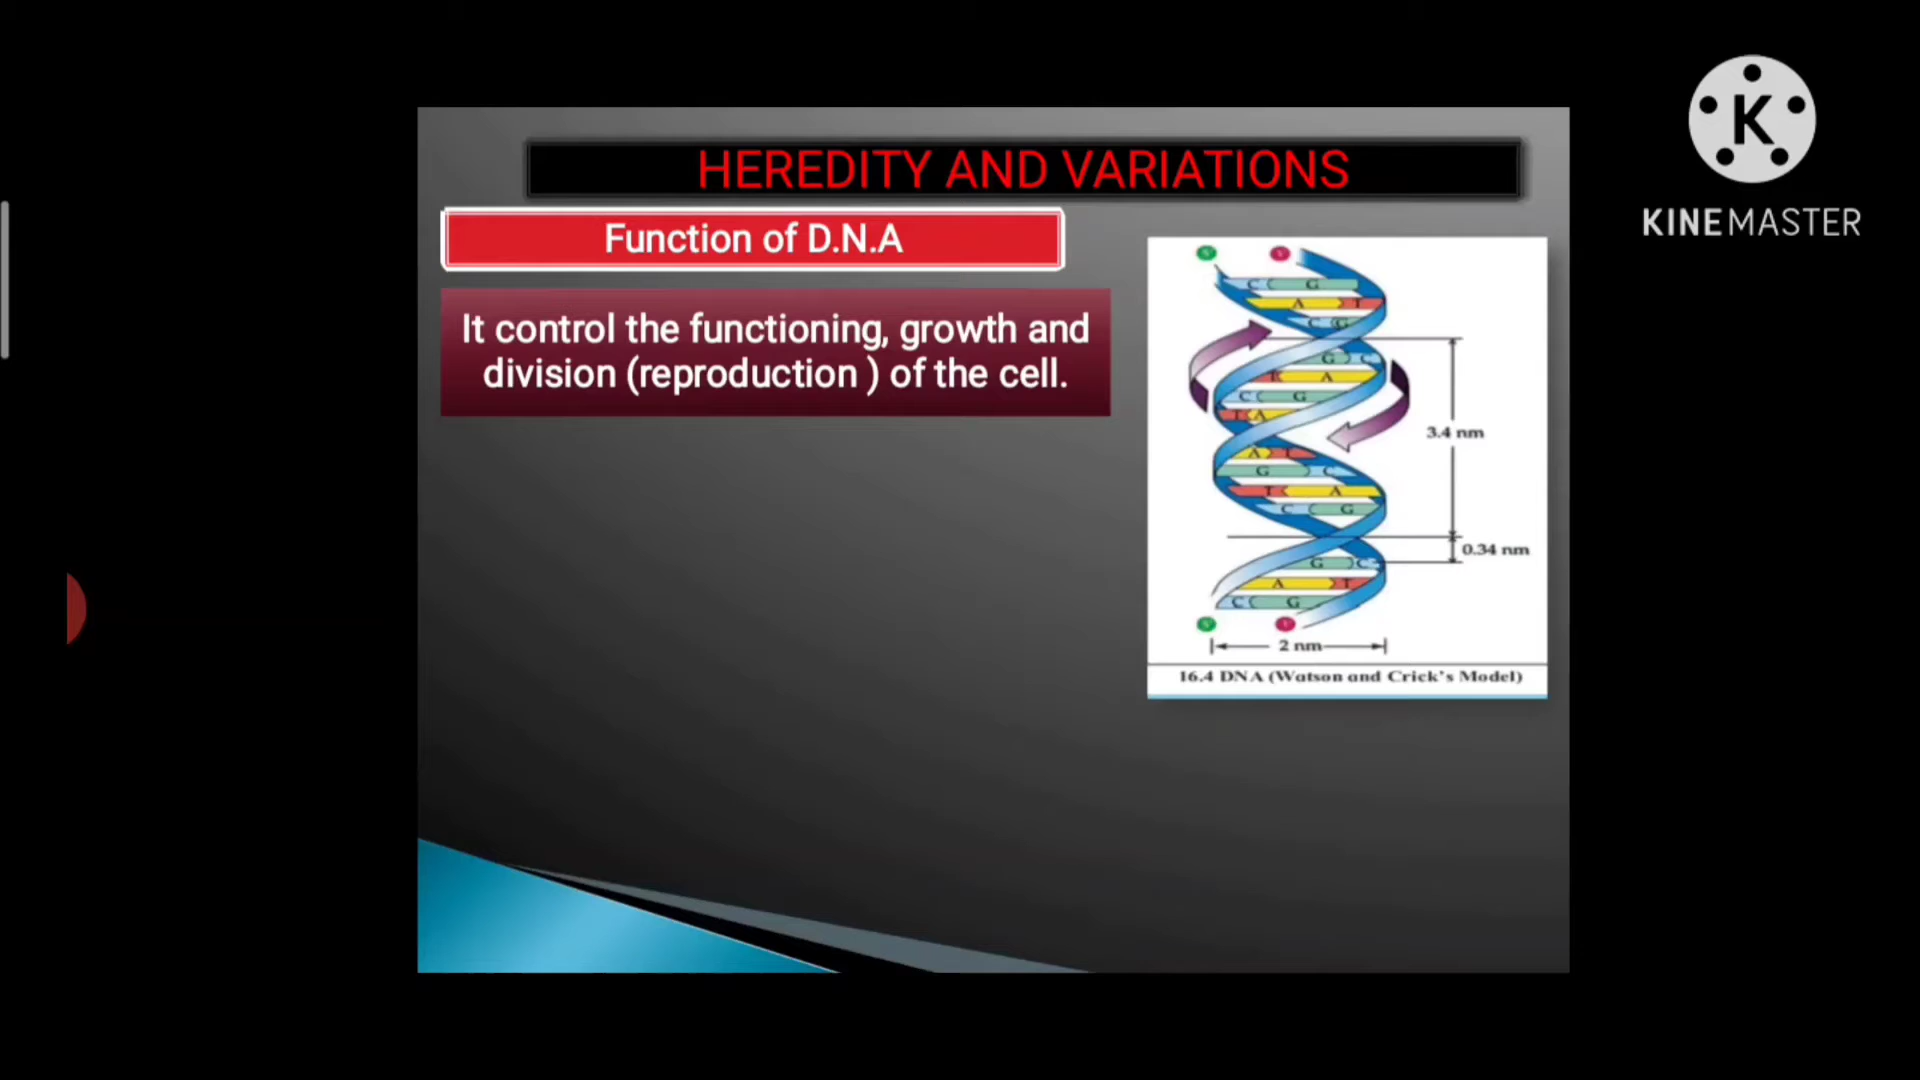 K
KINEMASTER
HEREDITY AND VARIATIONS
Function of D.N.A
It control the functioning, growth and
division (reproduction ) of the cell.
C G
A T
C G
G C
A
C G
T A
A T
G C
T A
C G
G C
A T
C G
3.4 nm
0.34 nm
2 nm
16.4 DNA (Watson and Crick's Model)